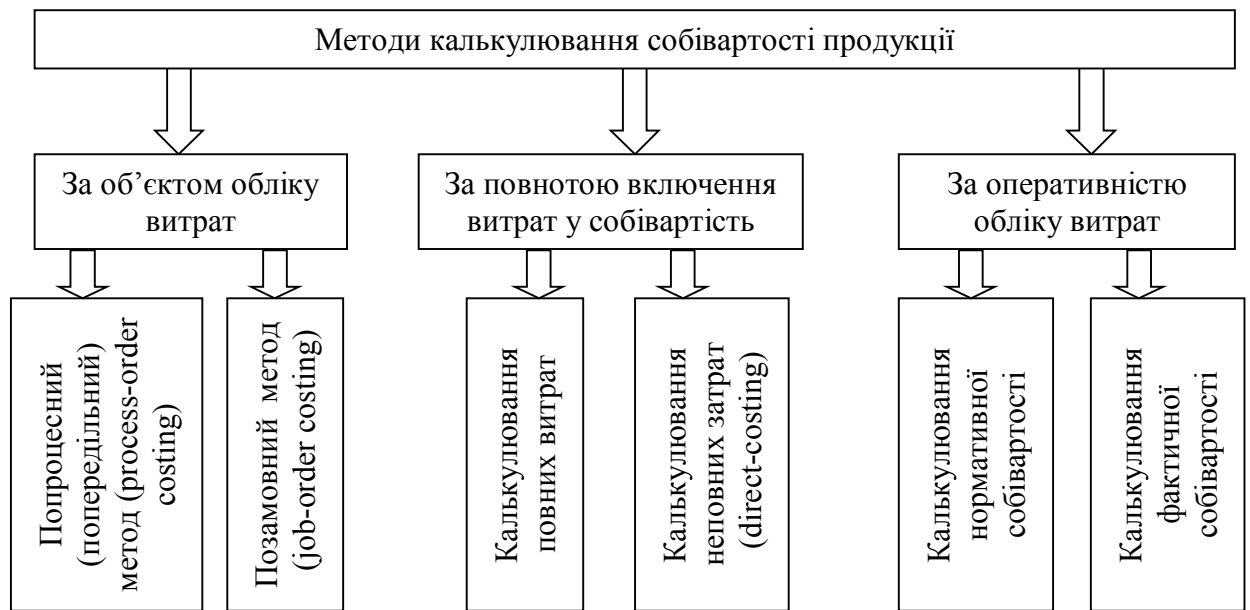 Методи калькулювання собівартості продукції
За об’єктом обліку
витрат
За повнотою включення
витрат у собівартість
За оперативністю
обліку витрат
Попроцесний
(попередільний)
метод (process-order
costing)
Позамовний метод
(job-order costing)
Калькулювання
повних витрат
Калькулювання
неповних затрат
(direct-costing)
Калькулювання
нормативної
собівартості
Калькулювання
фактичної
собівартості